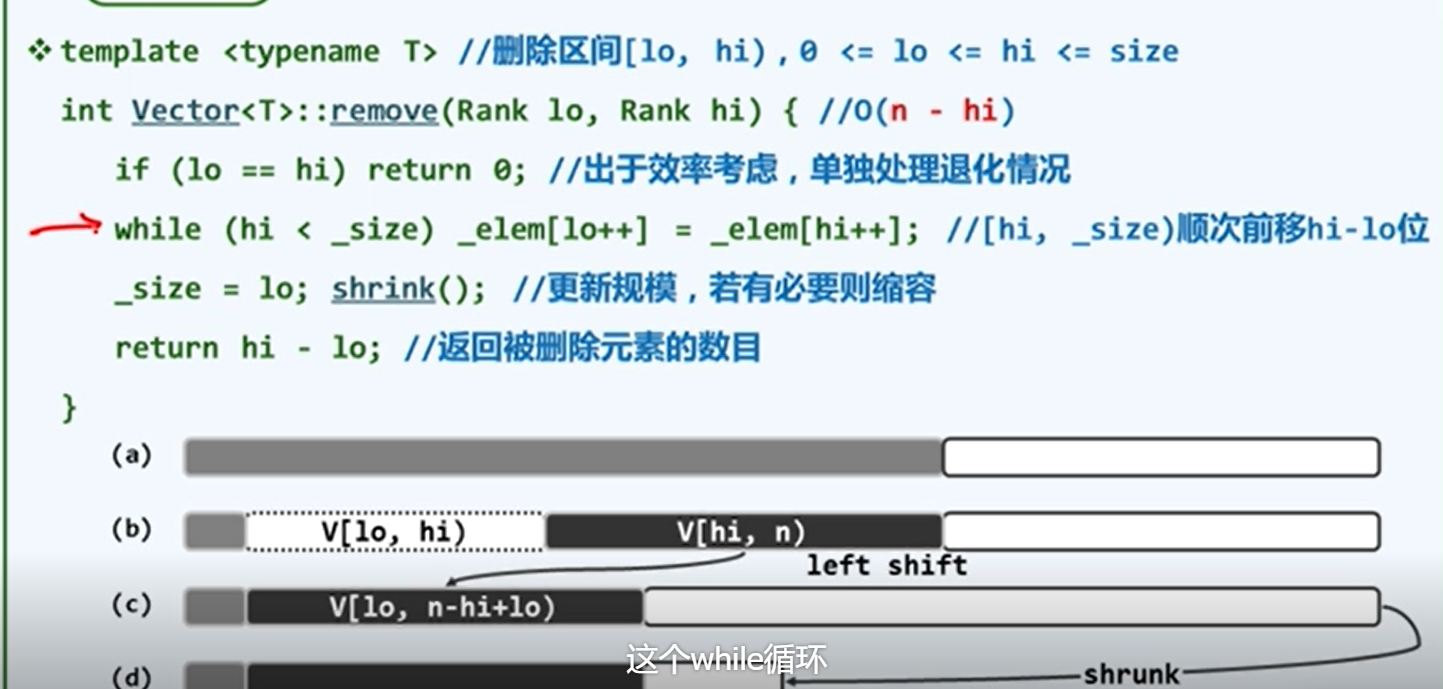 ❖ template <typename T> //删除区间[lo, hi), 0 <= lo <= hi <= size
int Vector<T>::remove(Rank lo, Rank hi) { //O(n - hi)
if (lo == hi) return 0; //出于效率考虑，单独处理退化情况
while (hi < _size) _elem[lo++] = _elem[hi++]; //[hi, _size)顺次前移hi-lo位
_size = lo; shrink(); //更新规模，若有必要则缩容
return hi - lo; //返回被删除元素的数目
}
(a)
(b) V[lo, hi) V[hi, n)
left shift
(c) V[lo, n-hi+lo)
这个while循环
(d) shrunk